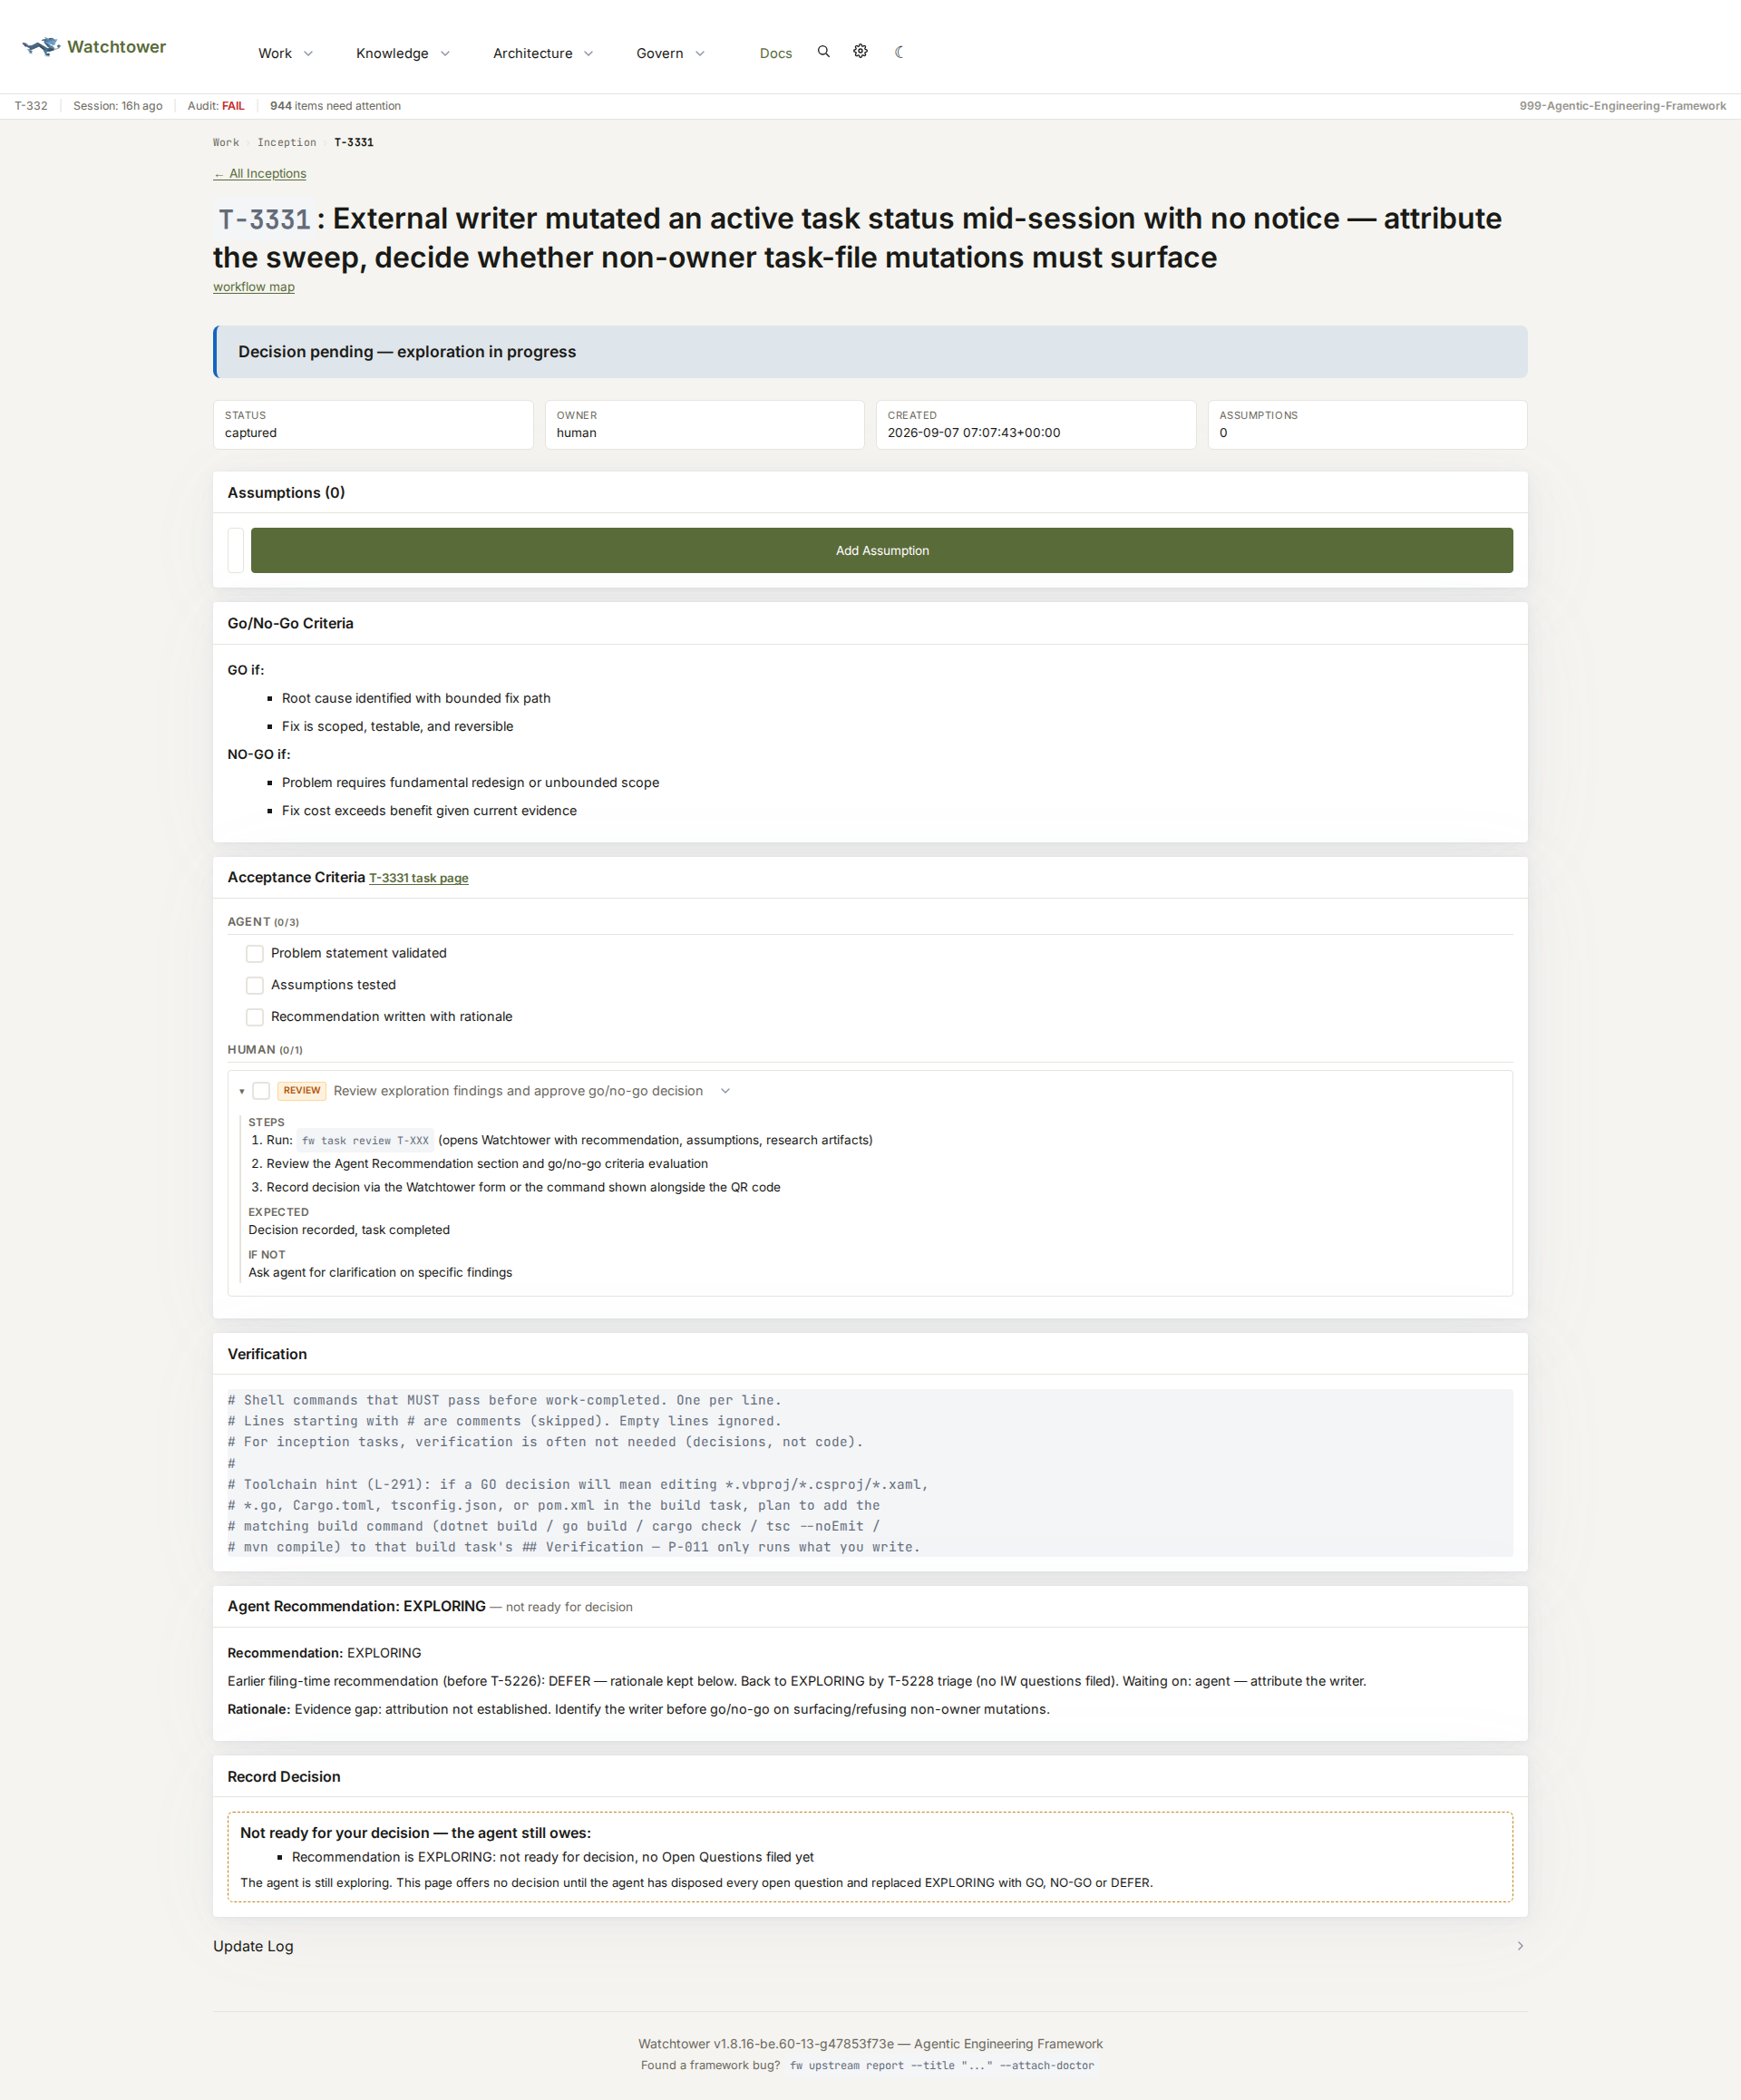 Watchtower
Work
Knowledge
Architecture
Govern
Docs
T-332
Session: 16h ago
Audit: FAIL
944 items need attention
999-Agentic-Engineering-Framework
Work
Inception
T-3331
← All Inceptions
T-3331: External writer mutated an active task status mid-session with no notice — attribute
the sweep, decide whether non-owner task-file mutations must surface
workflow map
Decision pending — exploration in progress
STATUS
captured
OWNER
human
CREATED
2026-09-07 07:07:43+00:00
ASSUMPTIONS
0
Assumptions (0)
Add Assumption
Go/No-Go Criteria
GO if:
Root cause identified with bounded fix path
Fix is scoped, testable, and reversible
NO-GO if:
Problem requires fundamental redesign or unbounded scope
Fix cost exceeds benefit given current evidence
Acceptance Criteria T-3331 task page
AGENT (0/3)
Problem statement validated
Assumptions tested
Recommendation written with rationale
HUMAN (0/1)
REVIEW Review exploration findings and approve go/no-go decision
STEPS
1. Run: fw task review T-XXX (opens Watchtower with recommendation, assumptions, research artifacts)
2. Review the Agent Recommendation section and go/no-go criteria evaluation
3. Record decision via the Watchtower form or the command shown alongside the QR code
EXPECTED
Decision recorded, task completed
IF NOT
Ask agent for clarification on specific findings
Verification
# Shell commands that MUST pass before work-completed. One per line.
# Lines starting with # are comments (skipped). Empty lines ignored.
# For inception tasks, verification is often not needed (decisions, not code).
#
# Toolchain hint (L-291): if a GO decision will mean editing *.vbproj/*.csproj/*.xaml,
# *.go, Cargo.toml, tsconfig.json, or pom.xml in the build task, plan to add the
# matching build command (dotnet build / go build / cargo check / tsc --noEmit /
# mvn compile) to that build task's ## Verification — P-011 only runs what you write.
Agent Recommendation: EXPLORING — not ready for decision
Recommendation: EXPLORING
Earlier filing-time recommendation (before T-5226): DEFER — rationale kept below. Back to EXPLORING by T-5228 triage (no IW questions filed). Waiting on: agent — attribute the writer.
Rationale: Evidence gap: attribution not established. Identify the writer before go/no-go on surfacing/refusing non-owner mutations.
Record Decision
Not ready for your decision — the agent still owes:
Recommendation is EXPLORING: not ready for decision, no Open Questions filed yet
The agent is still exploring. This page offers no decision until the agent has disposed every open question and replaced EXPLORING with GO, NO-GO or DEFER.
Update Log
Watchtower v1.8.16-be.60-13-g47853f73e — Agentic Engineering Framework
Found a framework bug? fw upstream report --title "..." --attach-doctor